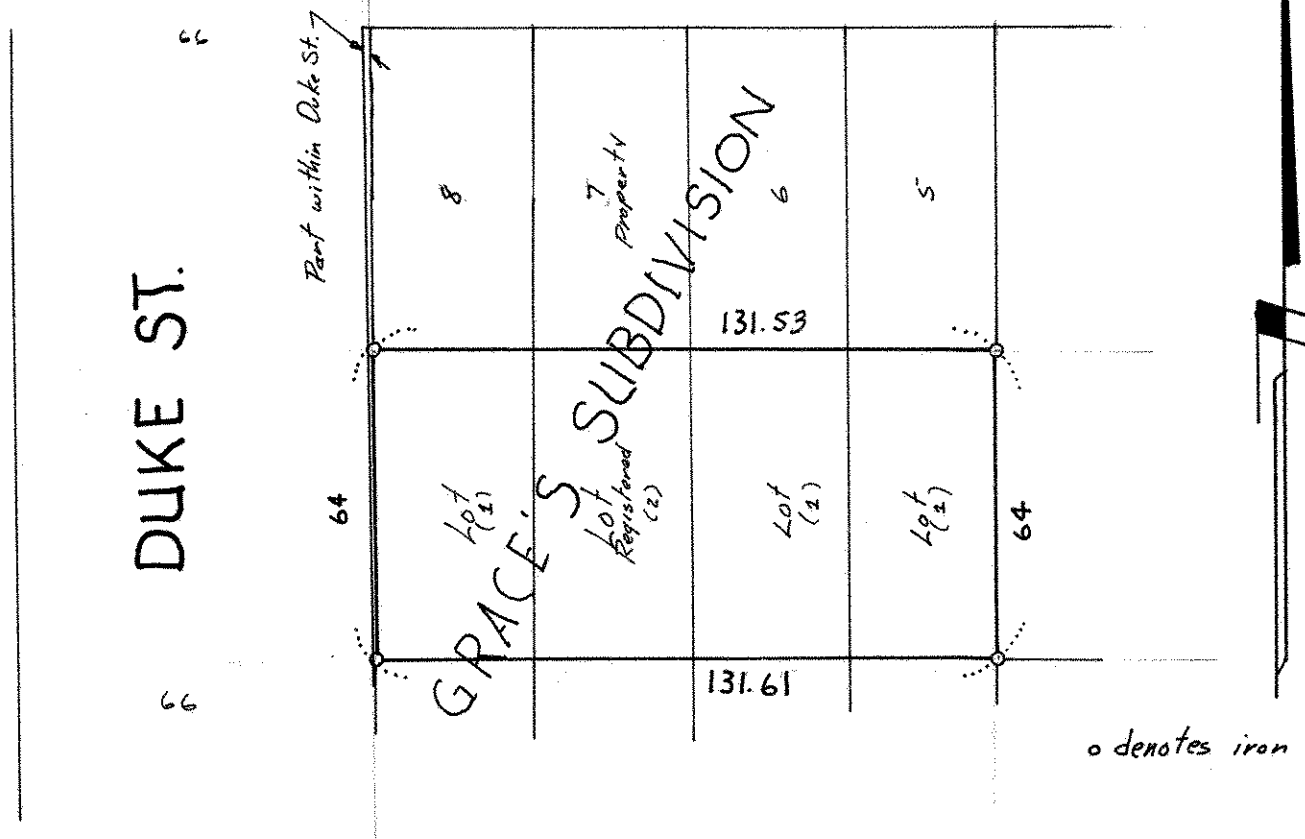 66
Part within Duke St.
DUKE ST.
66
8
7
Property
6
5
131.53
GRACE'S SUBDIVISION
64
Lot
(1)
Lot
Registered
(2)
Lot
(1)
Lot
(1)
64
131.61
o denotes iron